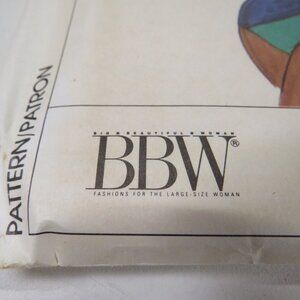 PATTERN/PATRON
BIG & BEAUTIFUL & WOMAN
BBW®
FASHIONS FOR THE LARGE-SIZE WOMAN